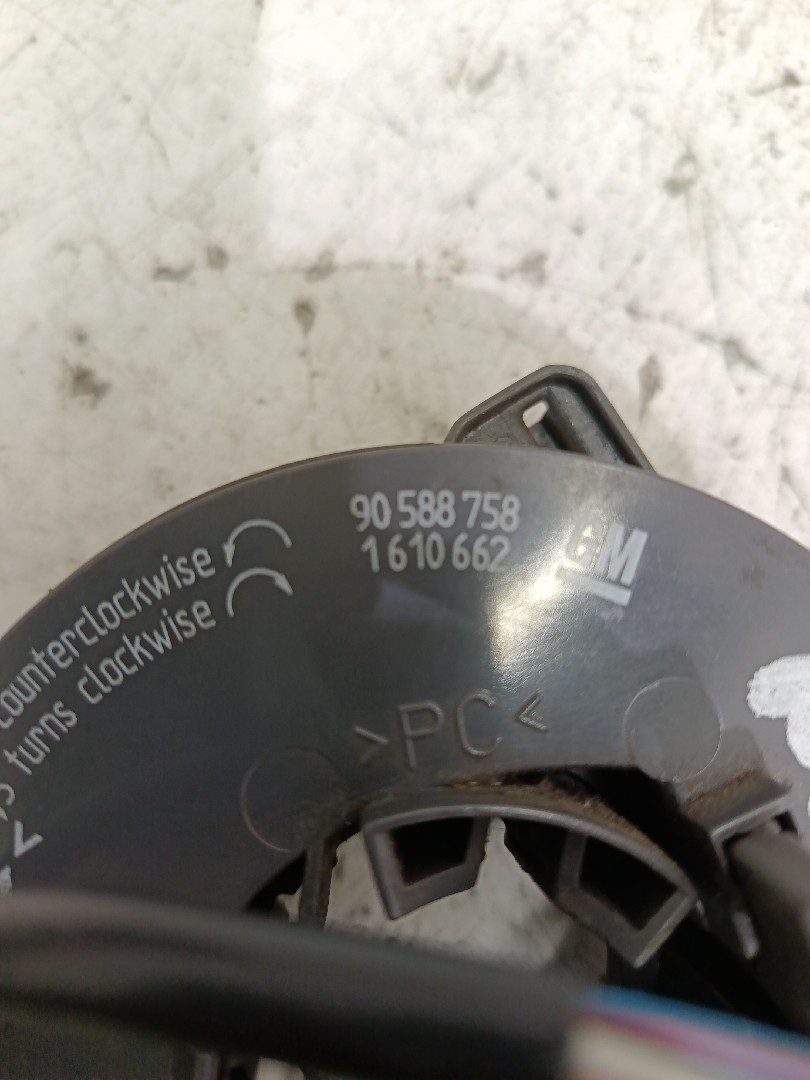 90 588 758
1 610 662
GM
counterclockwise
turns clockwise
>PC<